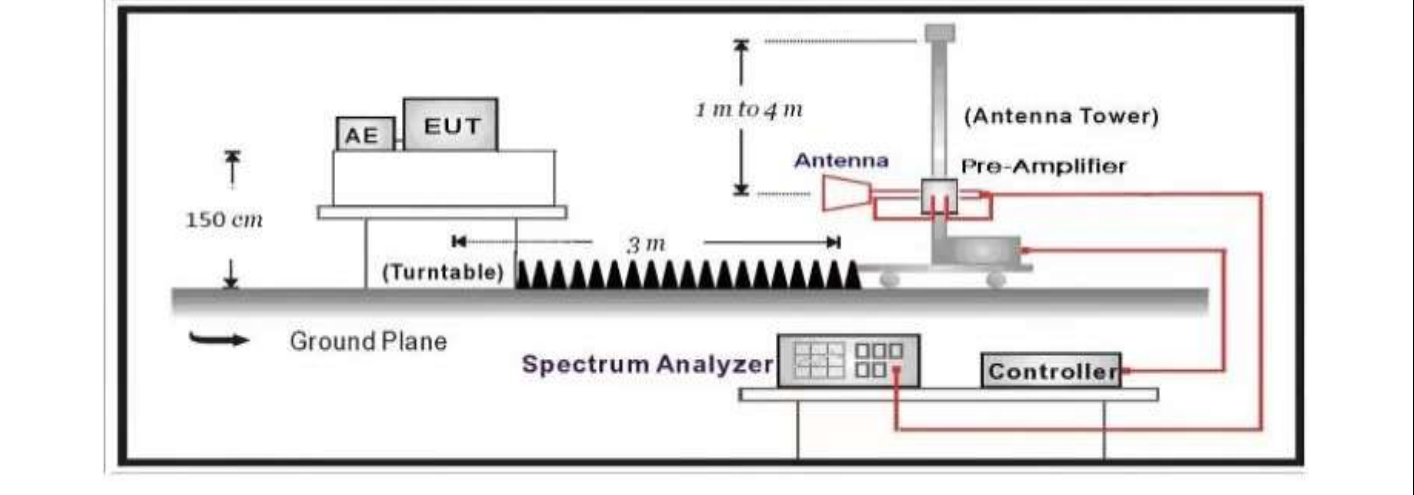 1 m to 4 m
(Antenna Tower)
AE
EUT
Antenna
Pre-Amplifier
150 cm
3 m
(Turntable)
Ground Plane
Spectrum Analyzer
Controller